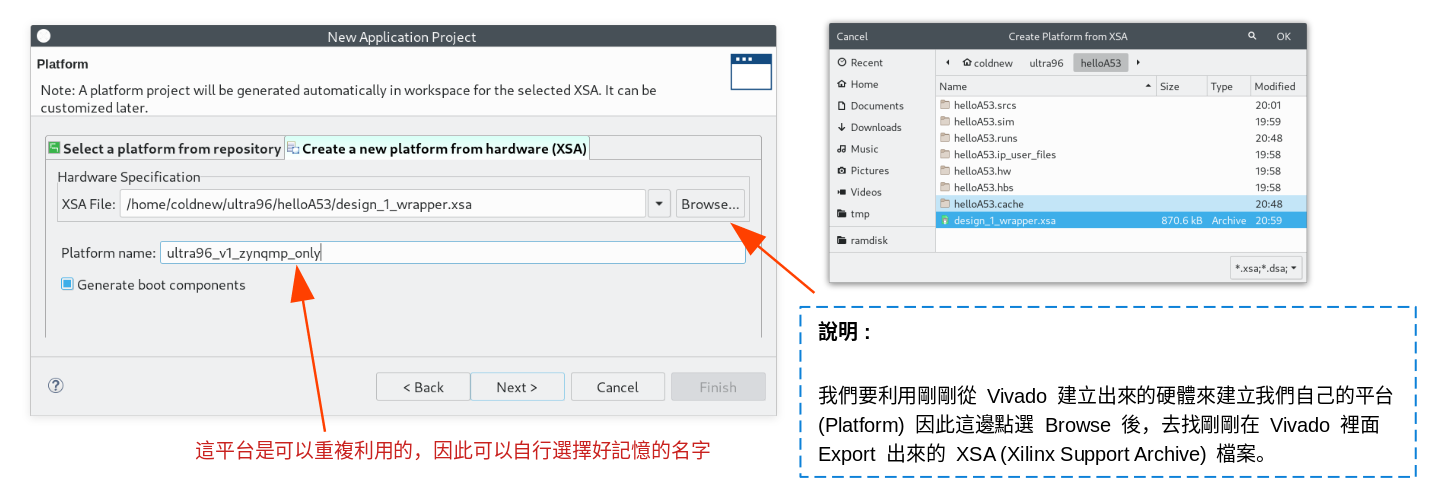 New Application Project
Platform
Note: A platform project will be generated automatically in workspace for the selected XSA. It can be
customized later.
Select a platform from repository
Create a new platform from hardware (XSA)
Hardware Specification
XSA File: /home/coldnew/ultra96/helloA53/design_1_wrapper.xsa Browse...
Platform name: ultra96_v1_zynqmp_only
Generate boot components
? < Back Next > Cancel Finish
這平台是可以重複利用的，因此可以自行選擇好記憶的名字
Cancel Create Platform from XSA OK
Recent
Home
Documents
Downloads
Music
Pictures
Videos
tmp
ramdisk
coldnew ultra96 helloA53
Name Size Type Modified
helloA53.srcs 20:01
helloA53.sim 19:59
helloA53.runs 20:48
helloA53.ip_user_files 19:58
helloA53.hw 19:58
helloA53.hbs 19:58
helloA53.cache 20:48
design_1_wrapper.xsa 870.6 kB Archive 20:59
*.xsa;*.dsa;
說明：
我們要利用剛剛從 Vivado 建立出來的硬體來建立我們自己的平台
(Platform) 因此這邊點選 Browse 後，去找剛剛在 Vivado 裡面
Export 出來的 XSA (Xilinx Support Archive) 檔案。